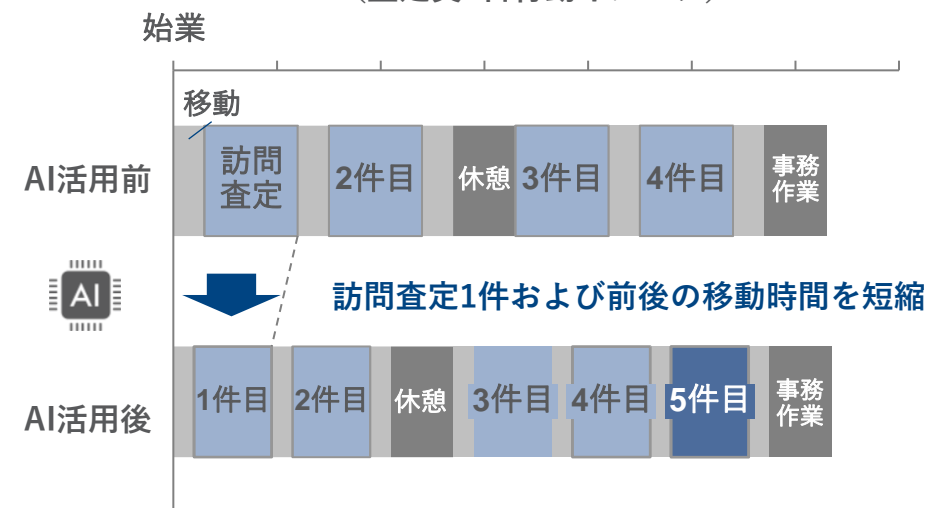 始業
移動
AI活用前
訪問
査定
2件目
休憩
3件目
4件目
事務
作業
AI
訪問査定1件および前後の移動時間を短縮
AI活用後
1件目
2件目
休憩
3件目
4件目
5件目
事務
作業